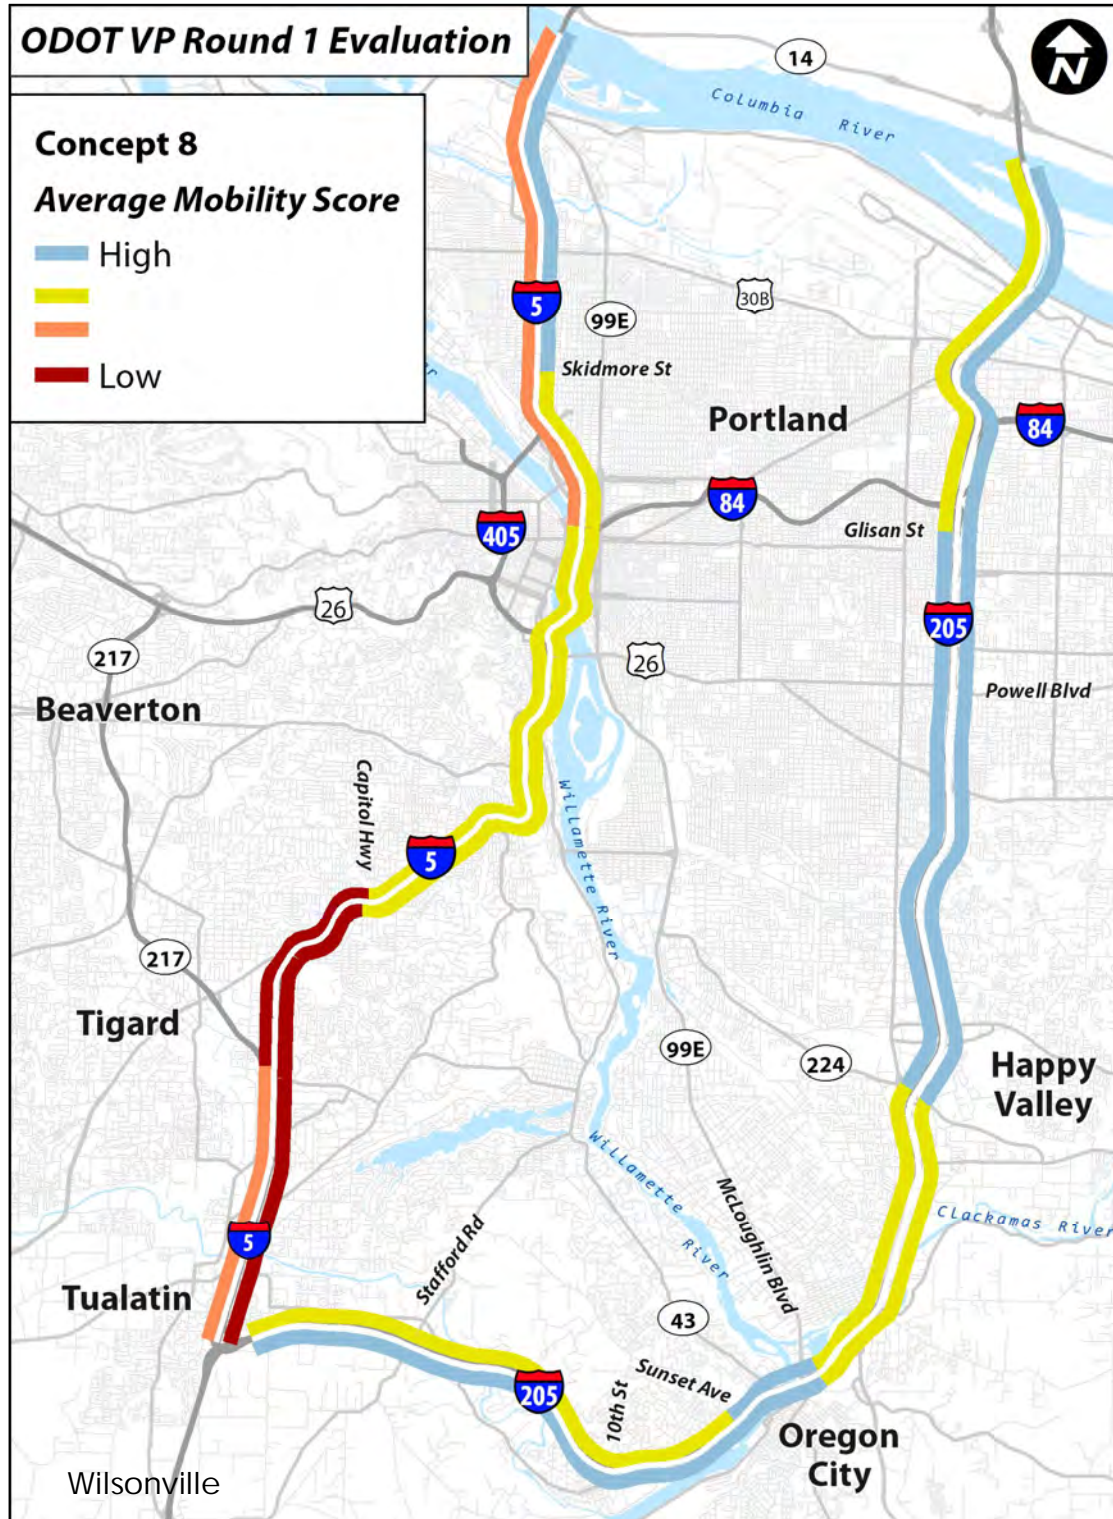 ODOT VP Round 1 Evaluation
N
14
Columbia River
Concept 8
Average Mobility Score
High
Low
5
99E
30B
Skidmore St
Portland
84
84
405
Glisan St
26
205
217
26
Powell Blvd
Beaverton
Capitol Hwy
Willamette River
5
217
Tigard
99E
224
Happy
Valley
Willamette
River
McLoughlin Blvd
Clackamas River
Stafford Rd
5
Tualatin
43
Sunset Ave
205
10th St
Oregon
City
Wilsonville